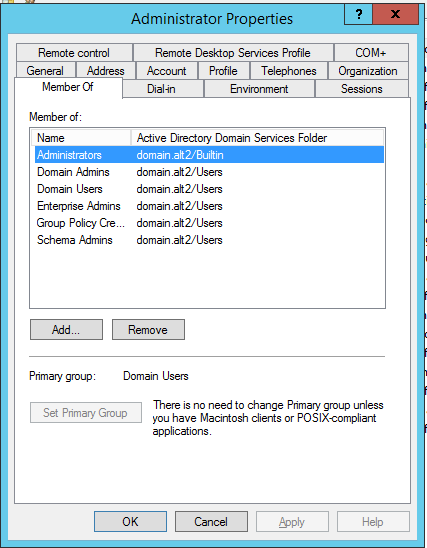 Administrator Properties
? x
Remote control Remote Desktop Services Profile COM+
General Address Account Profile Telephones Organization
Member Of Dial-in Environment Sessions
Member of:
Name Active Directory Domain Services Folder
Administrators domain.alt2/Builtin
Domain Admins domain.alt2/Users
Domain Users domain.alt2/Users
Enterprise Admins domain.alt2/Users
Group Policy Cre... domain.alt2/Users
Schema Admins domain.alt2/Users
Add... Remove
Primary group: Domain Users
Set Primary Group
There is no need to change Primary group unless
you have Macintosh clients or POSIX-compliant
applications.
OK Cancel Apply Help